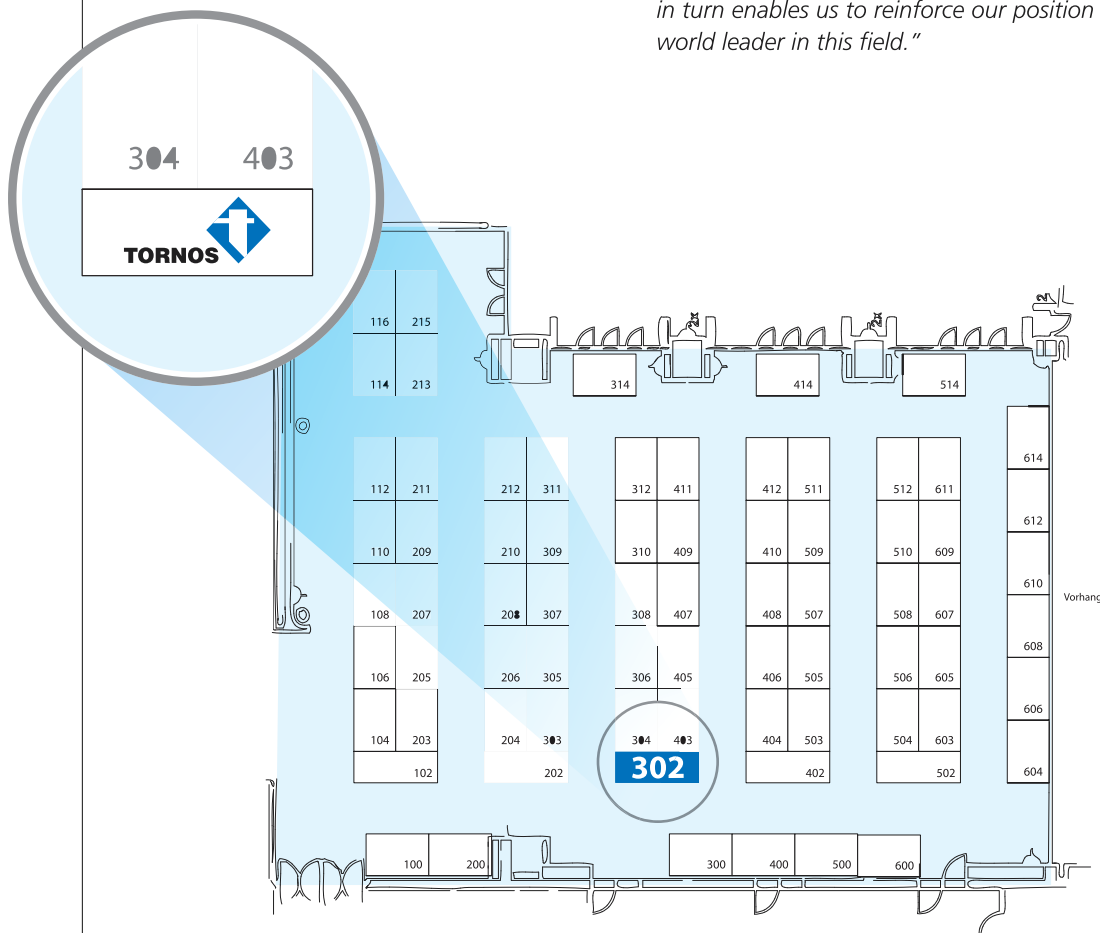 in turn enables us to reinforce our position
world leader in this field.”
304 403
TORNOS
116 215
2x 2x 2
114 213
314 414 514
614
112 211 212 311 312 411 412 511 512 611
612
110 209 210 309 310 409 410 509 510 609
610
Vorhang
108 207 208 307 308 407 408 507 508 607
608
106 205 206 305 306 405 406 505 506 605
606
104 203 204 303 304 403 404 503 504 603
302
102 202 402 502 604
100 200 300 400 500 600